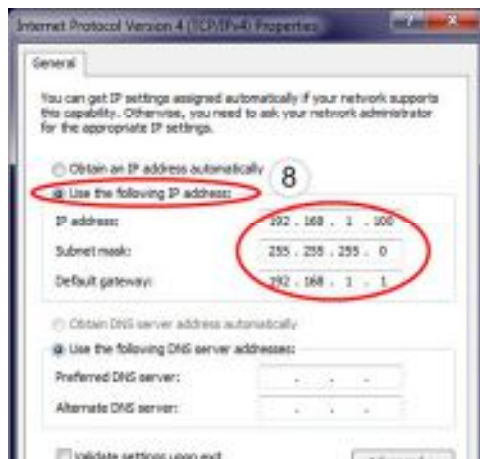 Internet Protocol Version 4 (TCP/IPv4) Properties
General
You can get IP settings assigned automatically if your network supports
this capability. Otherwise, you need to ask your network administrator
for the appropriate IP settings.
Obtain an IP address automatically
8
Use the following IP address:
IP address: 192 . 168 . 1 . 100
Subnet mask: 255 . 255 . 255 . 0
Default gateway: 192 . 168 . 1 . 1
Obtain DNS server address automatically
Use the following DNS server addresses:
Preferred DNS server: . . .
Alternate DNS server: . . .
Validate settings upon exit